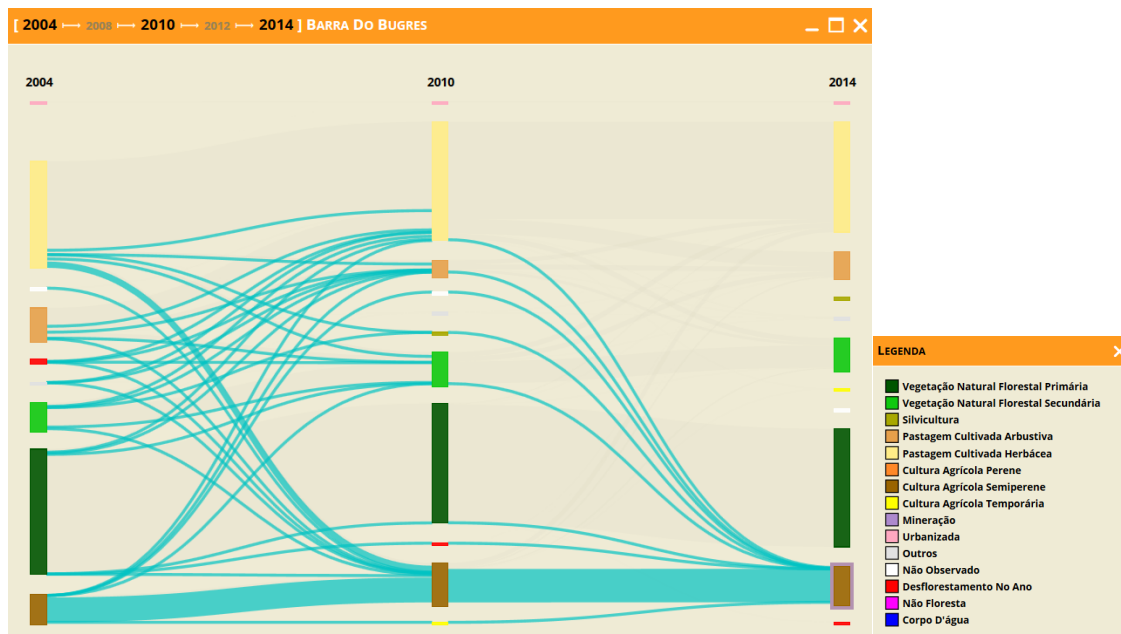 [ 2004 ⟼ 2008 ⟼ 2010 ⟼ 2012 ⟼ 2014 ] BARRA DO BUGRES
2004 2010 2014
LEGENDA
Vegetação Natural Florestal Primária
Vegetação Natural Florestal Secundária
Silvicultura
Pastagem Cultivada Arbustiva
Pastagem Cultivada Herbácea
Cultura Agrícola Perene
Cultura Agrícola Semiperene
Cultura Agrícola Temporária
Mineração
Urbanizada
Outros
Não Observado
Desflorestamento No Ano
Não Floresta
Corpo D'água